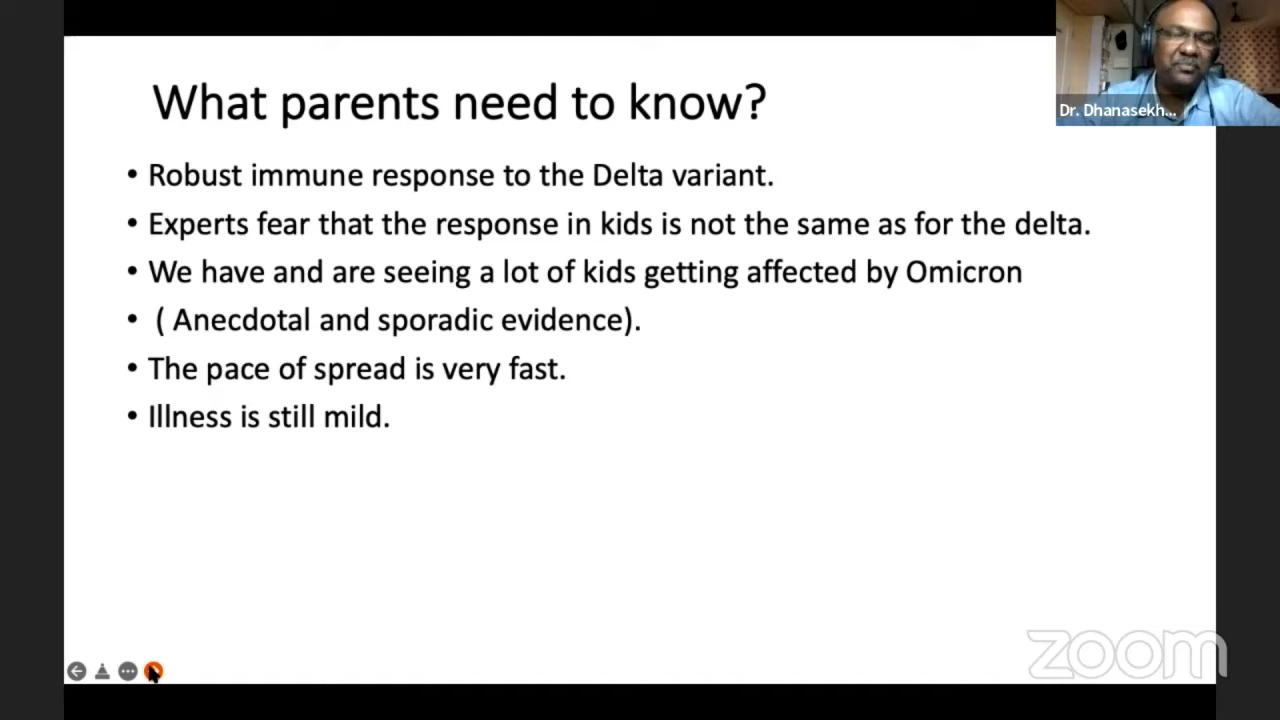 What parents need to know?
Dr. Dhanasekh...
• Robust immune response to the Delta variant.
• Experts fear that the response in kids is not the same as for the delta.
• We have and are seeing a lot of kids getting affected by Omicron
• ( Anecdotal and sporadic evidence).
• The pace of spread is very fast.
• Illness is still mild.
zoom